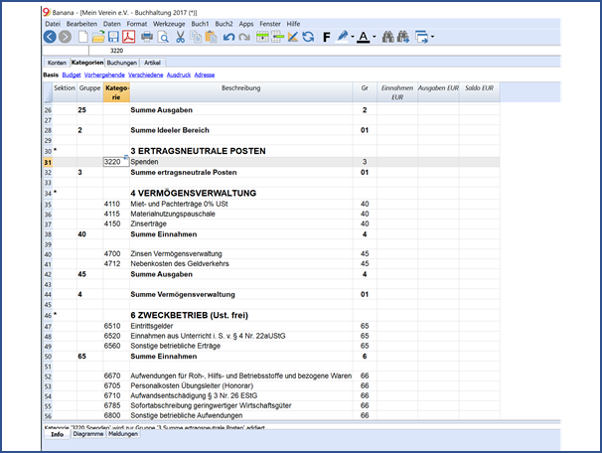 Banana - [Mein Verein e.V. - Buchhaltung 2017 (*)]
Datei Bearbeiten Daten Format Werkzeuge Buch1 Buch2 Apps Fenster Hilfe
F A
3220
Konten Kategorien Buchungen Artikel
Basis Budget Vorhergehende Verschiedene Ausdruck Adresse
Sektion Gruppe Katego-rie Beschreibung Gr Einnahmen EUR Ausgaben EUR Saldo EUR
26 25 Summe Ausgaben 2
27
28 2 Summe Ideeler Bereich 01
29
30 * 3 ERTRAGSNEUTRALE POSTEN
31 3220 Spenden 3
32 3 Summe ertragsneutrale Posten 01
33
34 * 4 VERMÖGENSVERWALTUNG
35 4110 Miet- und Pachterträge 0% USt 40
36 4115 Materialnutzungspauschale 40
37 4150 Zinserträge 40
38 40 Summe Einnahmen 4
39
40 4700 Zinsen Vermögensverwaltung 45
41 4712 Nebenkosten des Geldverkehrs 45
42 45 Summe Ausgaben 4
43
44 4 Summe Vermögensverwaltung 01
45
46 * 6 ZWECKBETRIEB (Ust. frei)
47 6510 Eintrittsgelder 65
48 6520 Einnahmen aus Unterricht i. S. v. § 4 Nr. 22aUStG 65
49 6560 Sonstige betriebliche Erträge 65
50 65 Summe Einnahmen 6
51
52 6670 Aufwendungen für Roh-, Hilfs- und Betriebsstoffe und bezogene Waren 66
53 6705 Personalkosten Übungsleiter (Honorar) 66
54 6710 Aufwandsentschädigung § 3 Nr. 26 EStG 66
55 6785 Sofortabschreibung geringwertiger Wirtschaftsgüter 66
56 6800 Sonstige betriebliche Aufwendungen 66
Kategorie '3220 Spenden' wird zur Gruppe '3 Summe ertragsneutrale Posten' addiert
Info Diagramme Meldungen